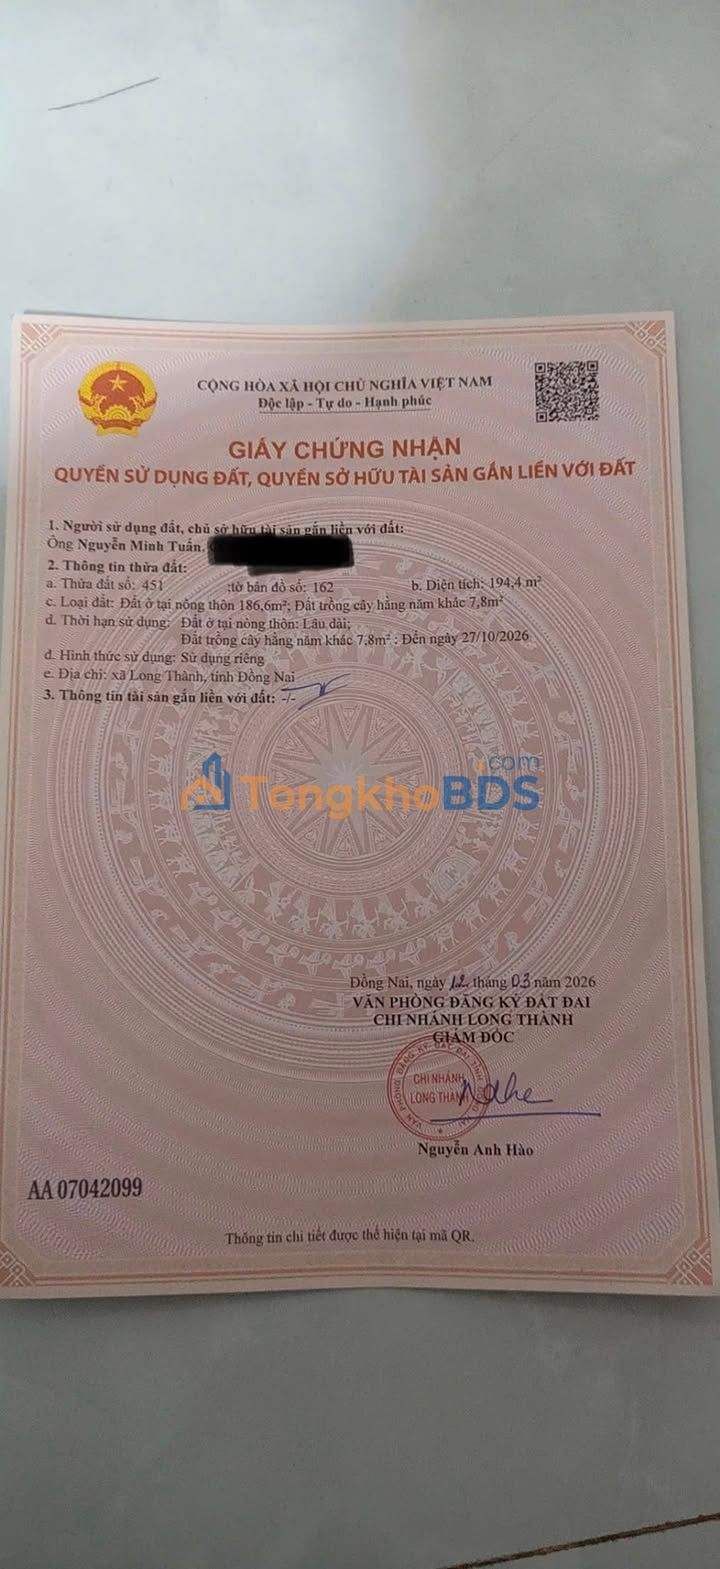 CỘNG HÒA XÃ HỘI CHỦ NGHĨA VIỆT NAM
Độc lập - Tự do - Hạnh phúc
GIẤY CHỨNG NHẬN
QUYỀN SỬ DỤNG ĐẤT, QUYỀN SỞ HỮU TÀI SẢN GẮN LIỀN VỚI ĐẤT
1. Người sử dụng đất, chủ sở hữu tài sản gắn liền với đất:
Ông Nguyễn Minh Tuấn,
2. Thông tin thửa đất:
a. Thửa đất số: 451 ;tờ bản đồ số: 162 b. Diện tích: 194,4 m²
c. Loại đất: Đất ở tại nông thôn 186,6m²; Đất trồng cây hằng năm khác 7,8m²
d. Thời hạn sử dụng: Đất ở tại nông thôn: Lâu dài;
Đất trồng cây hằng năm khác 7,8m² : Đến ngày 27/10/2026
đ. Hình thức sử dụng: Sử dụng riêng
e. Địa chỉ: xã Long Thành, tỉnh Đồng Nai
3. Thông tin tài sản gắn liền với đất: -/-
TongkhoBDS.com
Đồng Nai, ngày 12 tháng 03 năm 2026
VĂN PHÒNG ĐĂNG KÝ ĐẤT ĐAI
CHI NHÁNH LONG THÀNH
GIÁM ĐỐC
CHI NHÁNH
LONG THÀNH
Nguyễn Anh Hào
AA 07042099
Thông tin chi tiết được thể hiện tại mã QR.